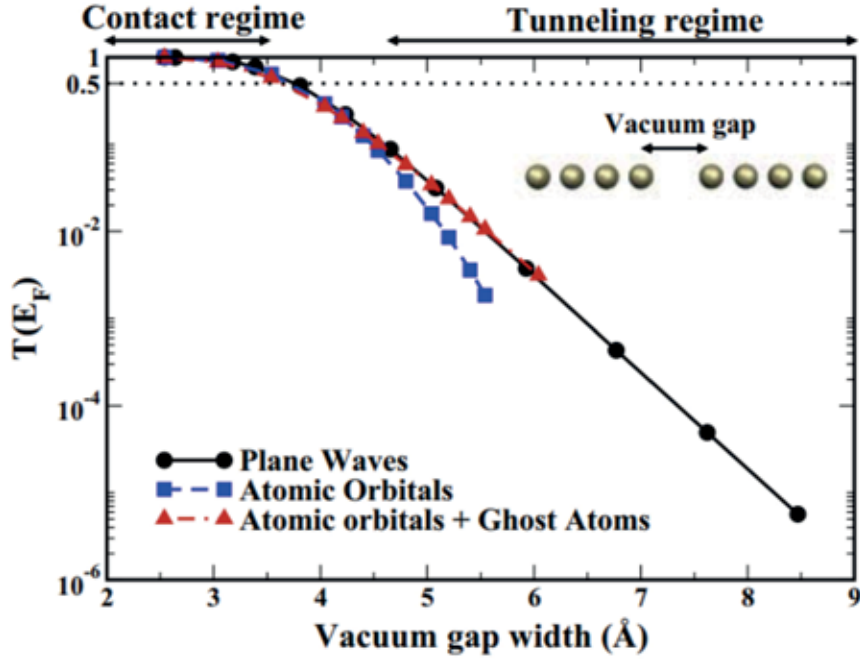 Contact regime
Tunneling regime
1
0.5
10^-2
10^-4
10^-6
T(E_F)
Vacuum gap
Plane Waves
Atomic Orbitals
Atomic orbitals + Ghost Atoms
2 3 4 5 6 7 8 9
Vacuum gap width (Å)